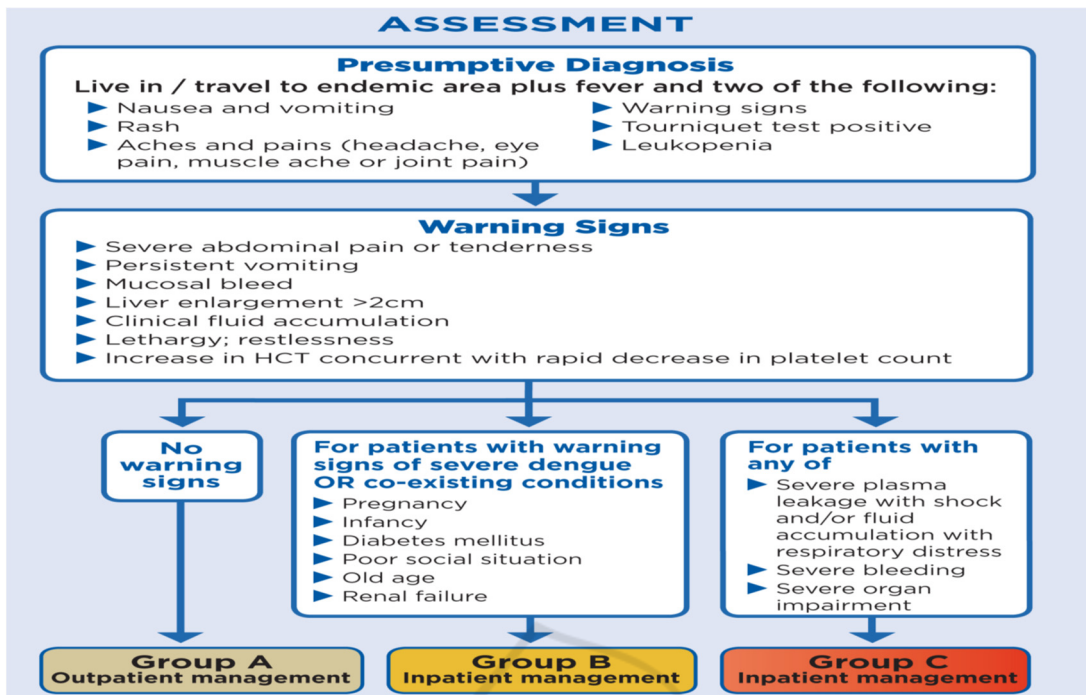 ASSESSMENT
Presumptive Diagnosis
Live in / travel to endemic area plus fever and two of the following:
► Nausea and vomiting
► Rash
► Aches and pains (headache, eye
pain, muscle ache or joint pain)
► Warning signs
► Tourniquet test positive
► Leukopenia
Warning Signs
► Severe abdominal pain or tenderness
► Persistent vomiting
► Mucosal bleed
► Liver enlargement >2cm
► Clinical fluid accumulation
► Lethargy; restlessness
► Increase in HCT concurrent with rapid decrease in platelet count
No
warning
signs
For patients with warning
signs of severe dengue
OR co-existing conditions
► Pregnancy
► Infancy
► Diabetes mellitus
► Poor social situation
► Old age
► Renal failure
For patients with
any of
► Severe plasma
leakage with shock
and/or fluid
accumulation with
respiratory distress
► Severe bleeding
► Severe organ
impairment
Group A
Outpatient management
Group B
Inpatient management
Group C
Inpatient management